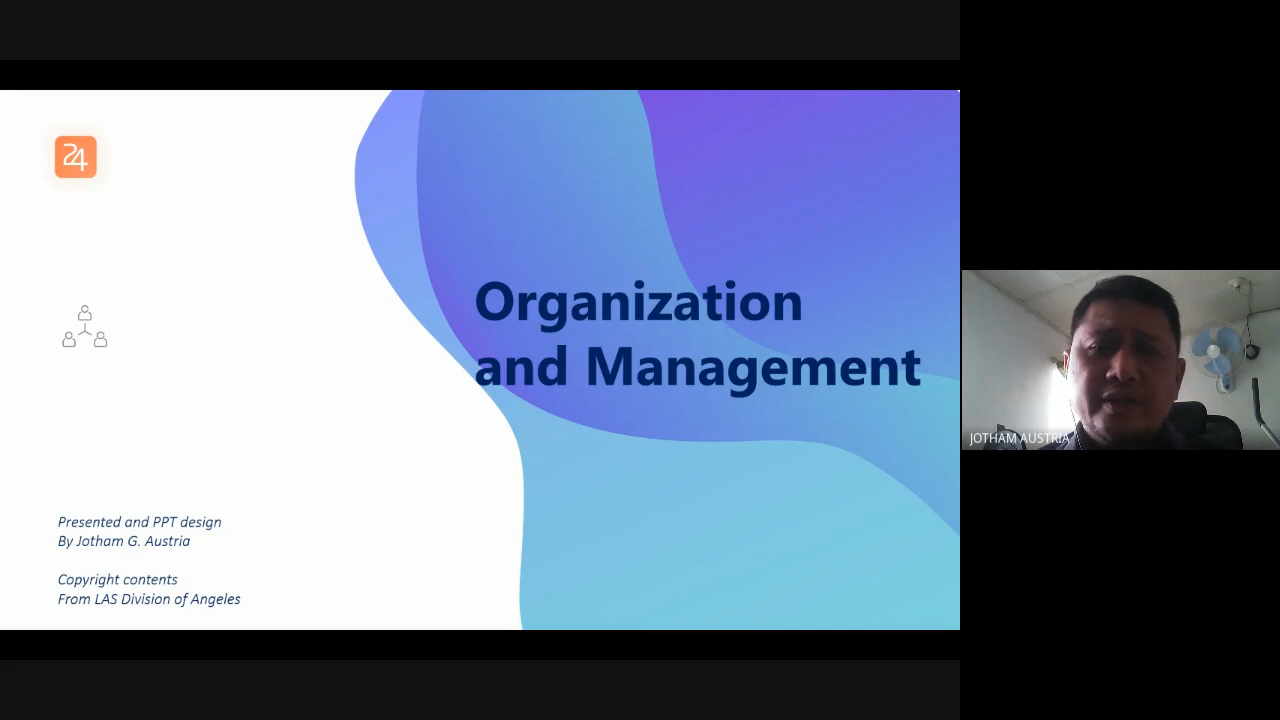 24
Organization
and Management
Presented and PPT design
By Jotham G. Austria
Copyright contents
From LAS Division of Angeles
JOTHAM AUSTRIA